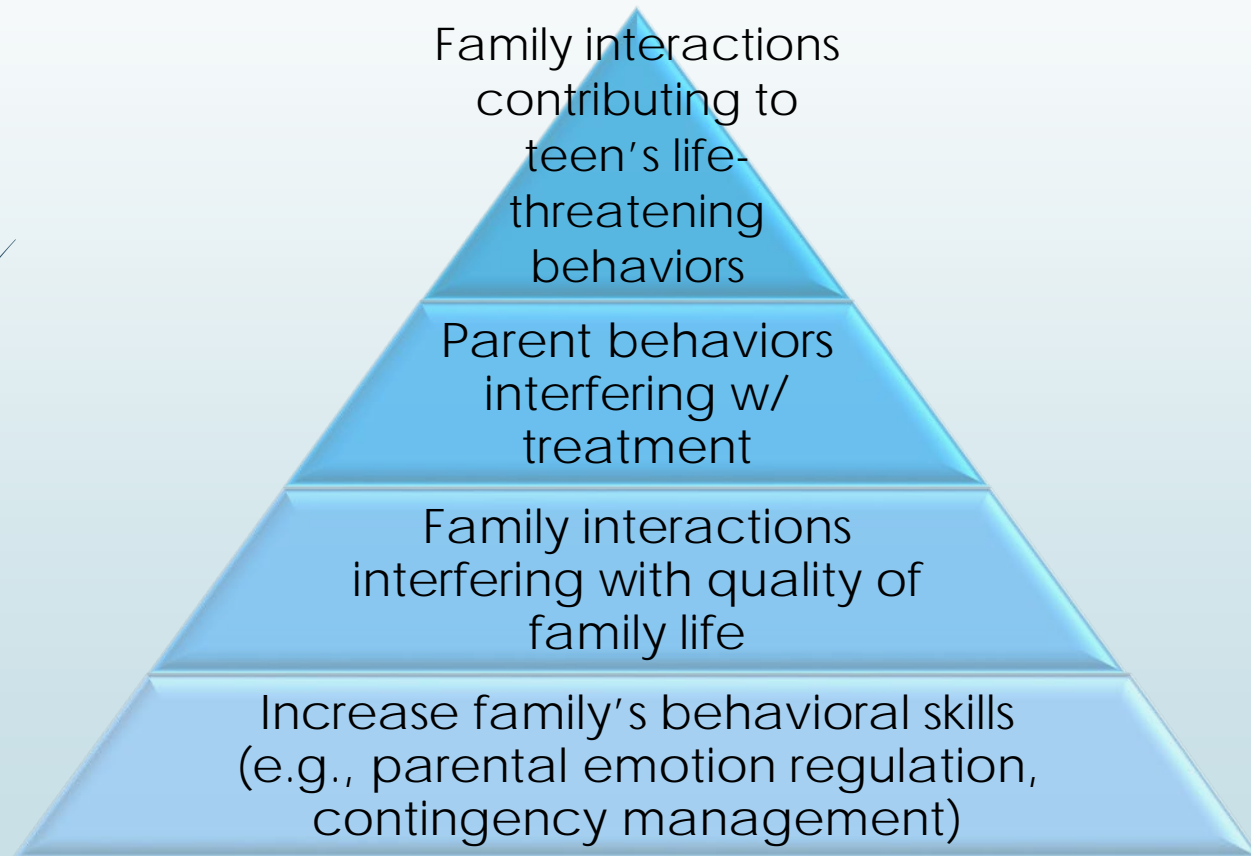 Family interactions
contributing to
teen’s life-
threatening
behaviors
Parent behaviors
interfering w/
treatment
Family interactions
interfering with quality of
family life
Increase family’s behavioral skills
(e.g., parental emotion regulation,
contingency management)